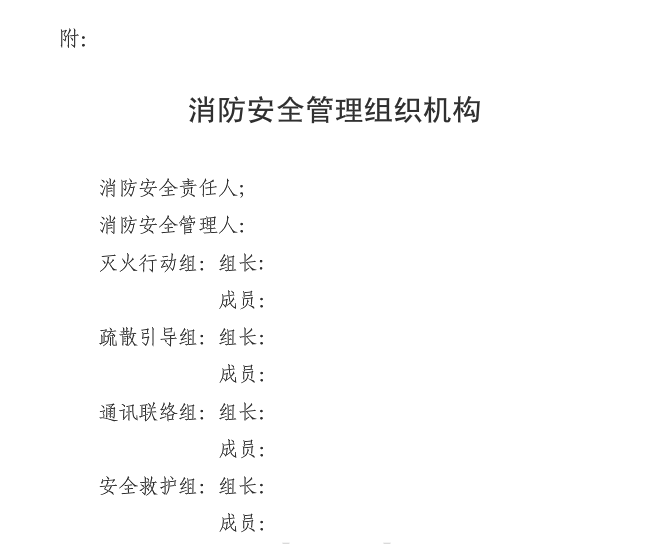 附：
消防安全管理组织机构
消防安全责任人；
消防安全管理人：
灭火行动组：组长：
成员：
疏散引导组：组长：
成员：
通讯联络组：组长：
成员：
安全救护组：组长：
成员：